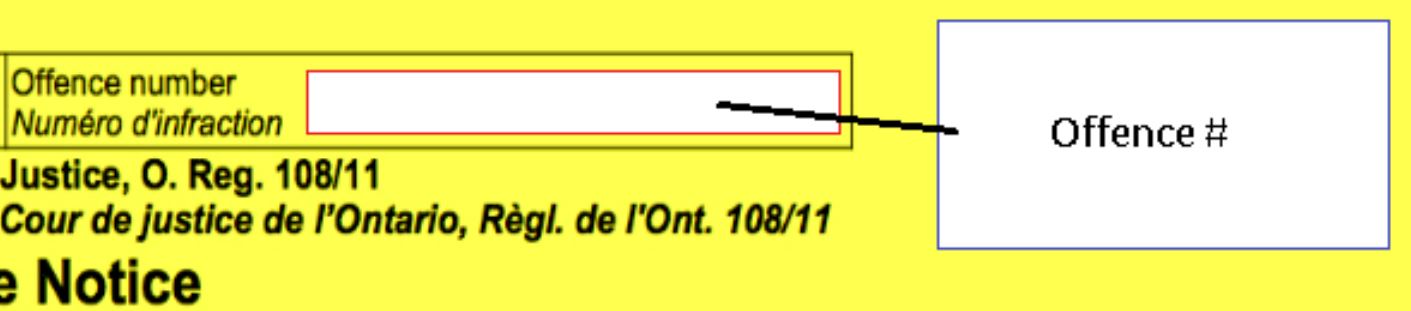 Offence number
Numéro d'infraction
Offence #
Justice, O. Reg. 108/11
Cour de justice de l’Ontario, Règl. de l'Ont. 108/11
e Notice